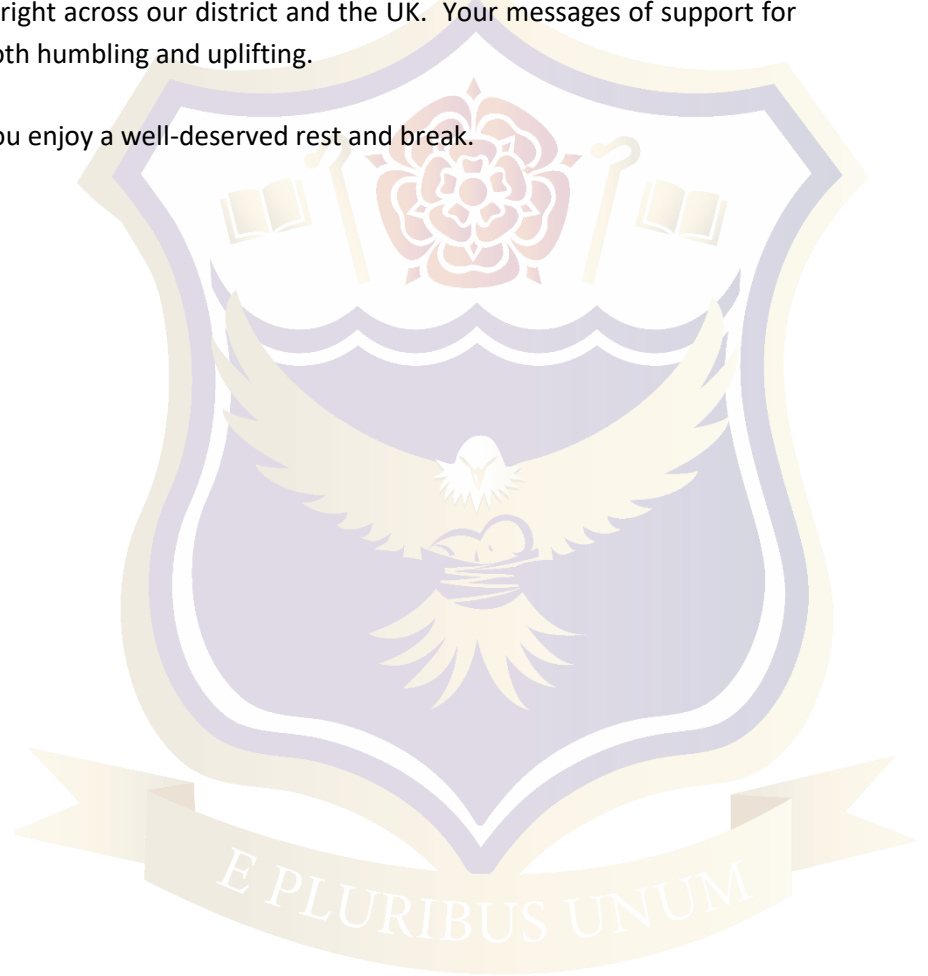 right across our district and the UK.  Your messages of support for
oth humbling and uplifting.
ou enjoy a well-deserved rest and break.
E PLURIBUS UNUM